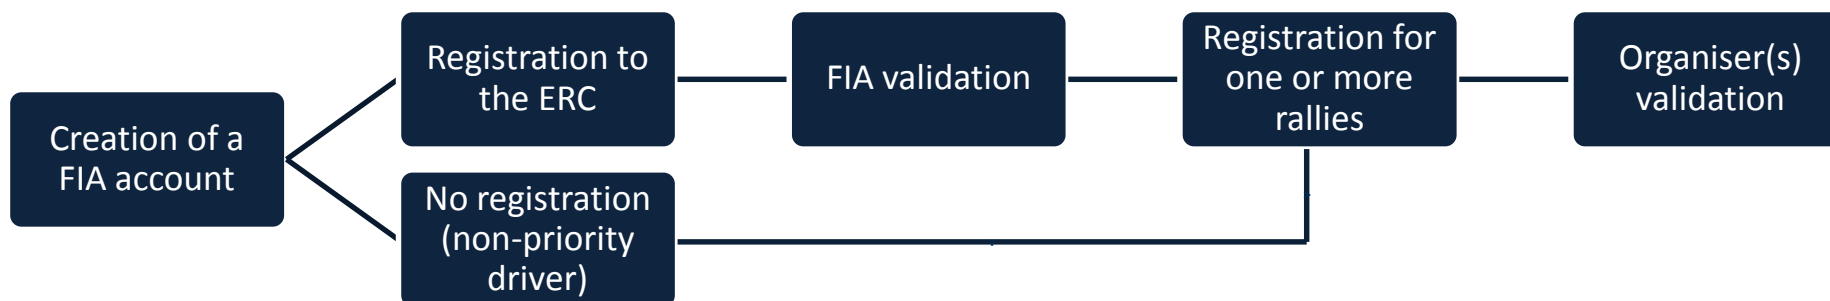 Creation of a
FIA account
Registration to
the ERC
No registration
(non-priority
driver)
FIA validation
Registration for
one or more
rallies
Organiser(s)
validation